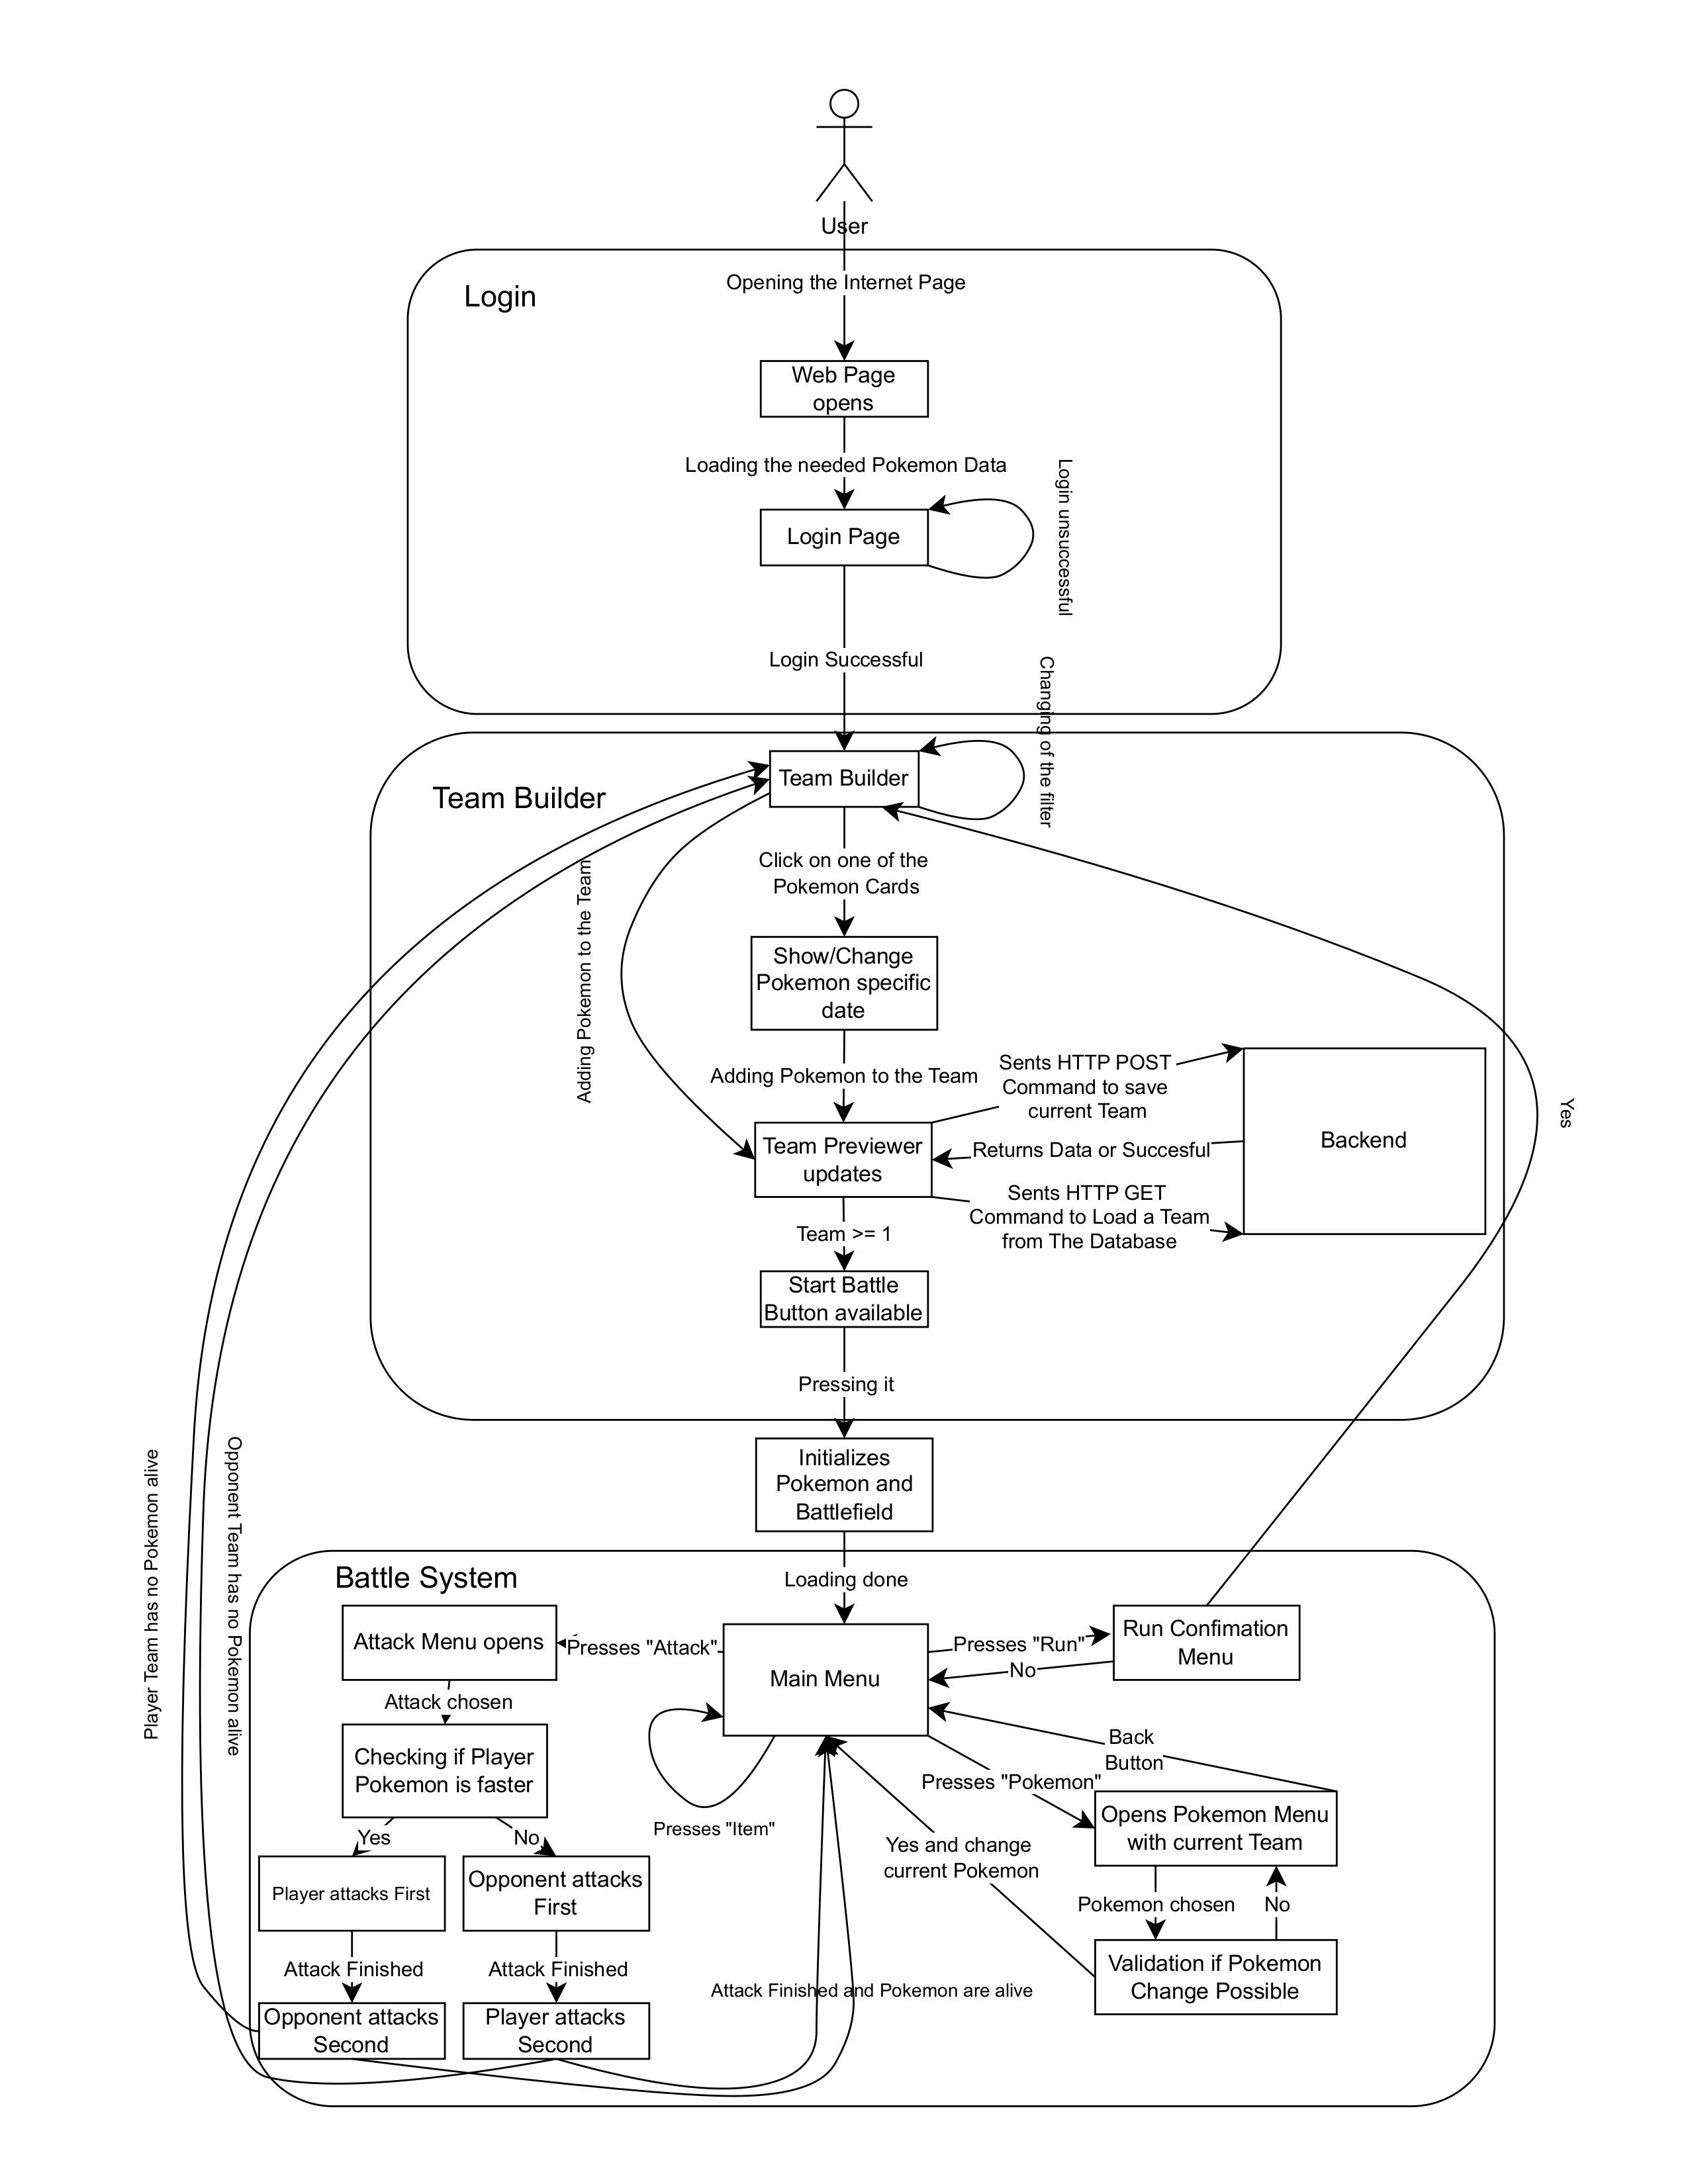 User
Login
Opening the Internet Page
Web Page
opens
Loading the needed Pokemon Data
Login unsuccessful
Login Page
Login Successful
Changing of the filter
Team Builder
Team Builder
Click on one of the
Pokemon Cards
Adding Pokemon to the Team
Show/Change
Pokemon specific
date
Adding Pokemon to the Team
Sents HTTP POST
Command to save
current Team
Yes
Team Previewer
updates
Returns Data or Succesful
Backend
Sents HTTP GET
Command to Load a Team
from The Database
Team >= 1
Start Battle
Button available
Pressing it
Player Team has no Pokemon alive
Opponent Team has no Pokemon alive
Initializes
Pokemon and
Battlefield
Battle System
Loading done
Attack Menu opens
Presses "Attack"
Main Menu
Presses "Run"
No
Run Confimation
Menu
Attack chosen
Checking if Player
Pokemon is faster
Back
Button
Presses "Pokemon"
Presses "Item"
Opens Pokemon Menu
with current Team
Yes
No
Yes and change
current Pokemon
Player attacks First
Opponent attacks
First
Pokemon chosen
No
Attack Finished
Attack Finished
Attack Finished and Pokemon are alive
Validation if Pokemon
Change Possible
Opponent attacks
Second
Player attacks
Second